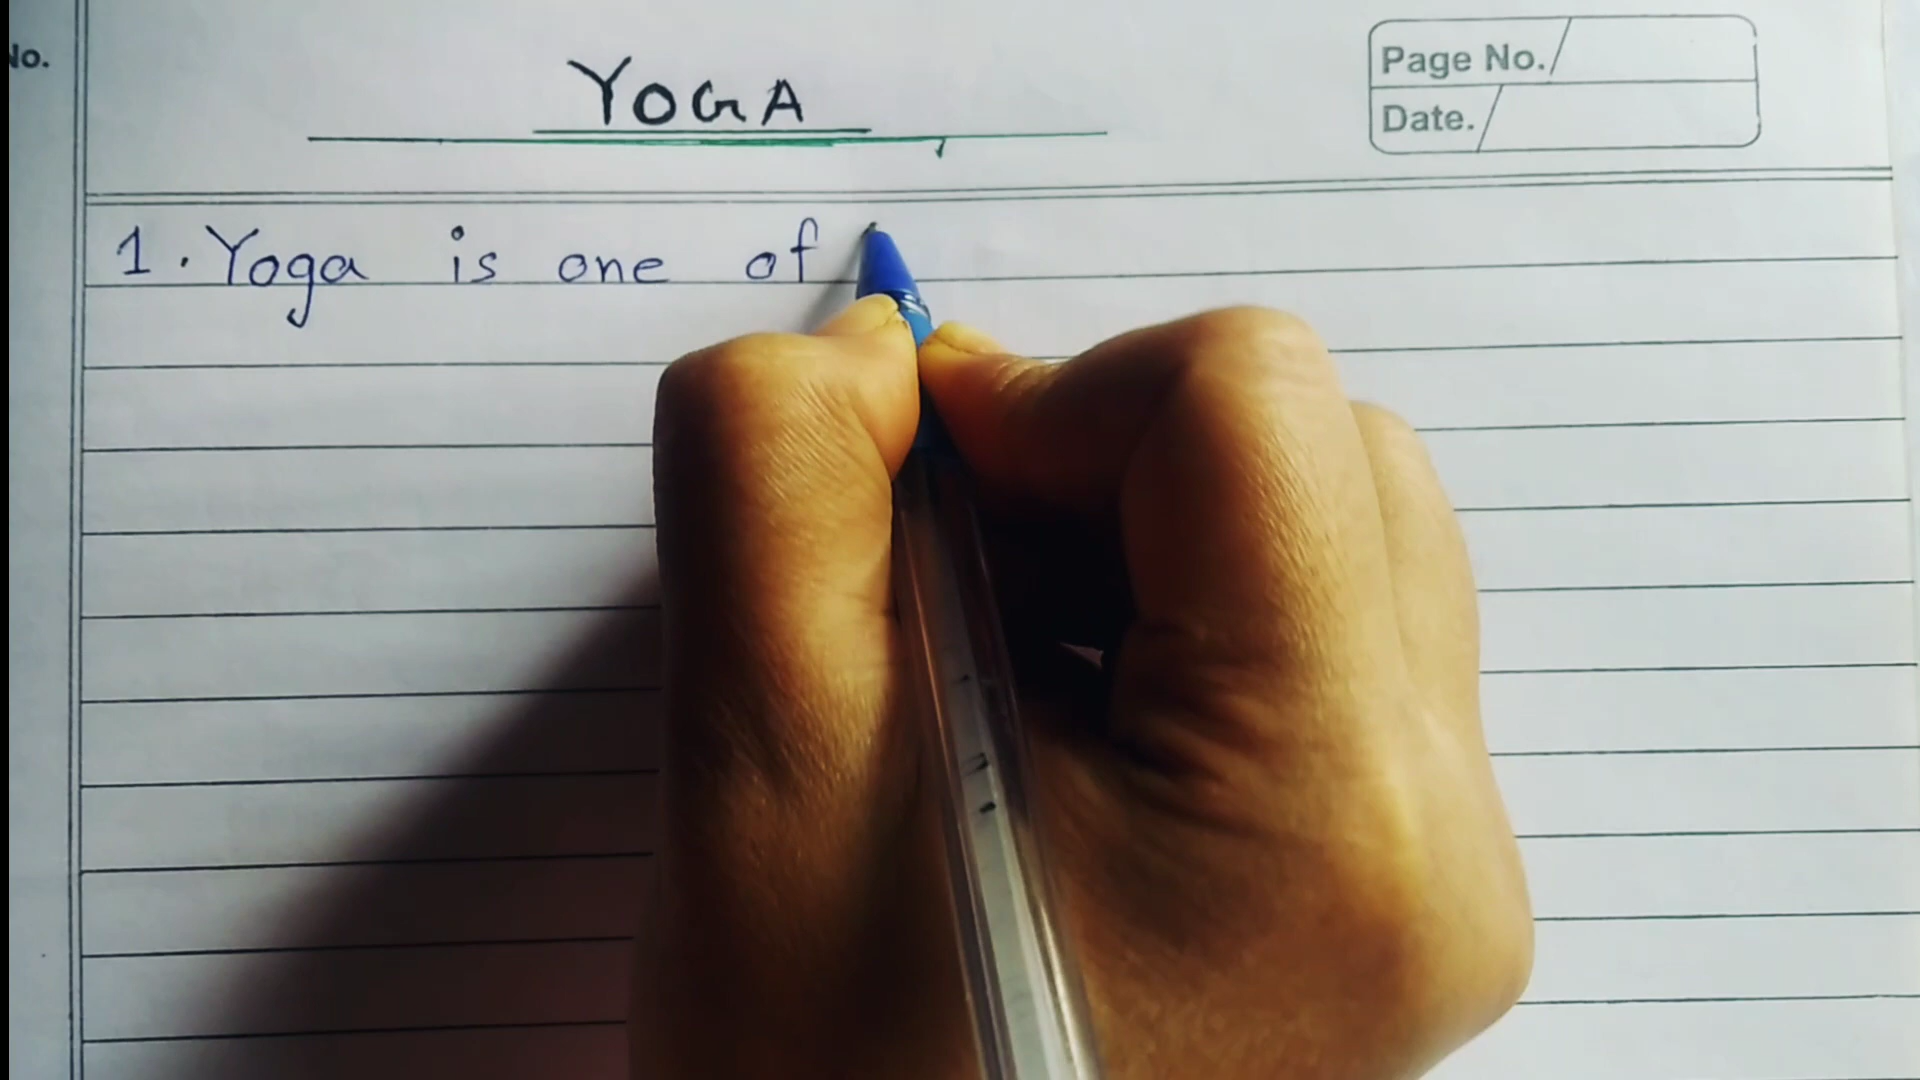 No.
YOGA
Page No./
Date./
1. Yoga is one of